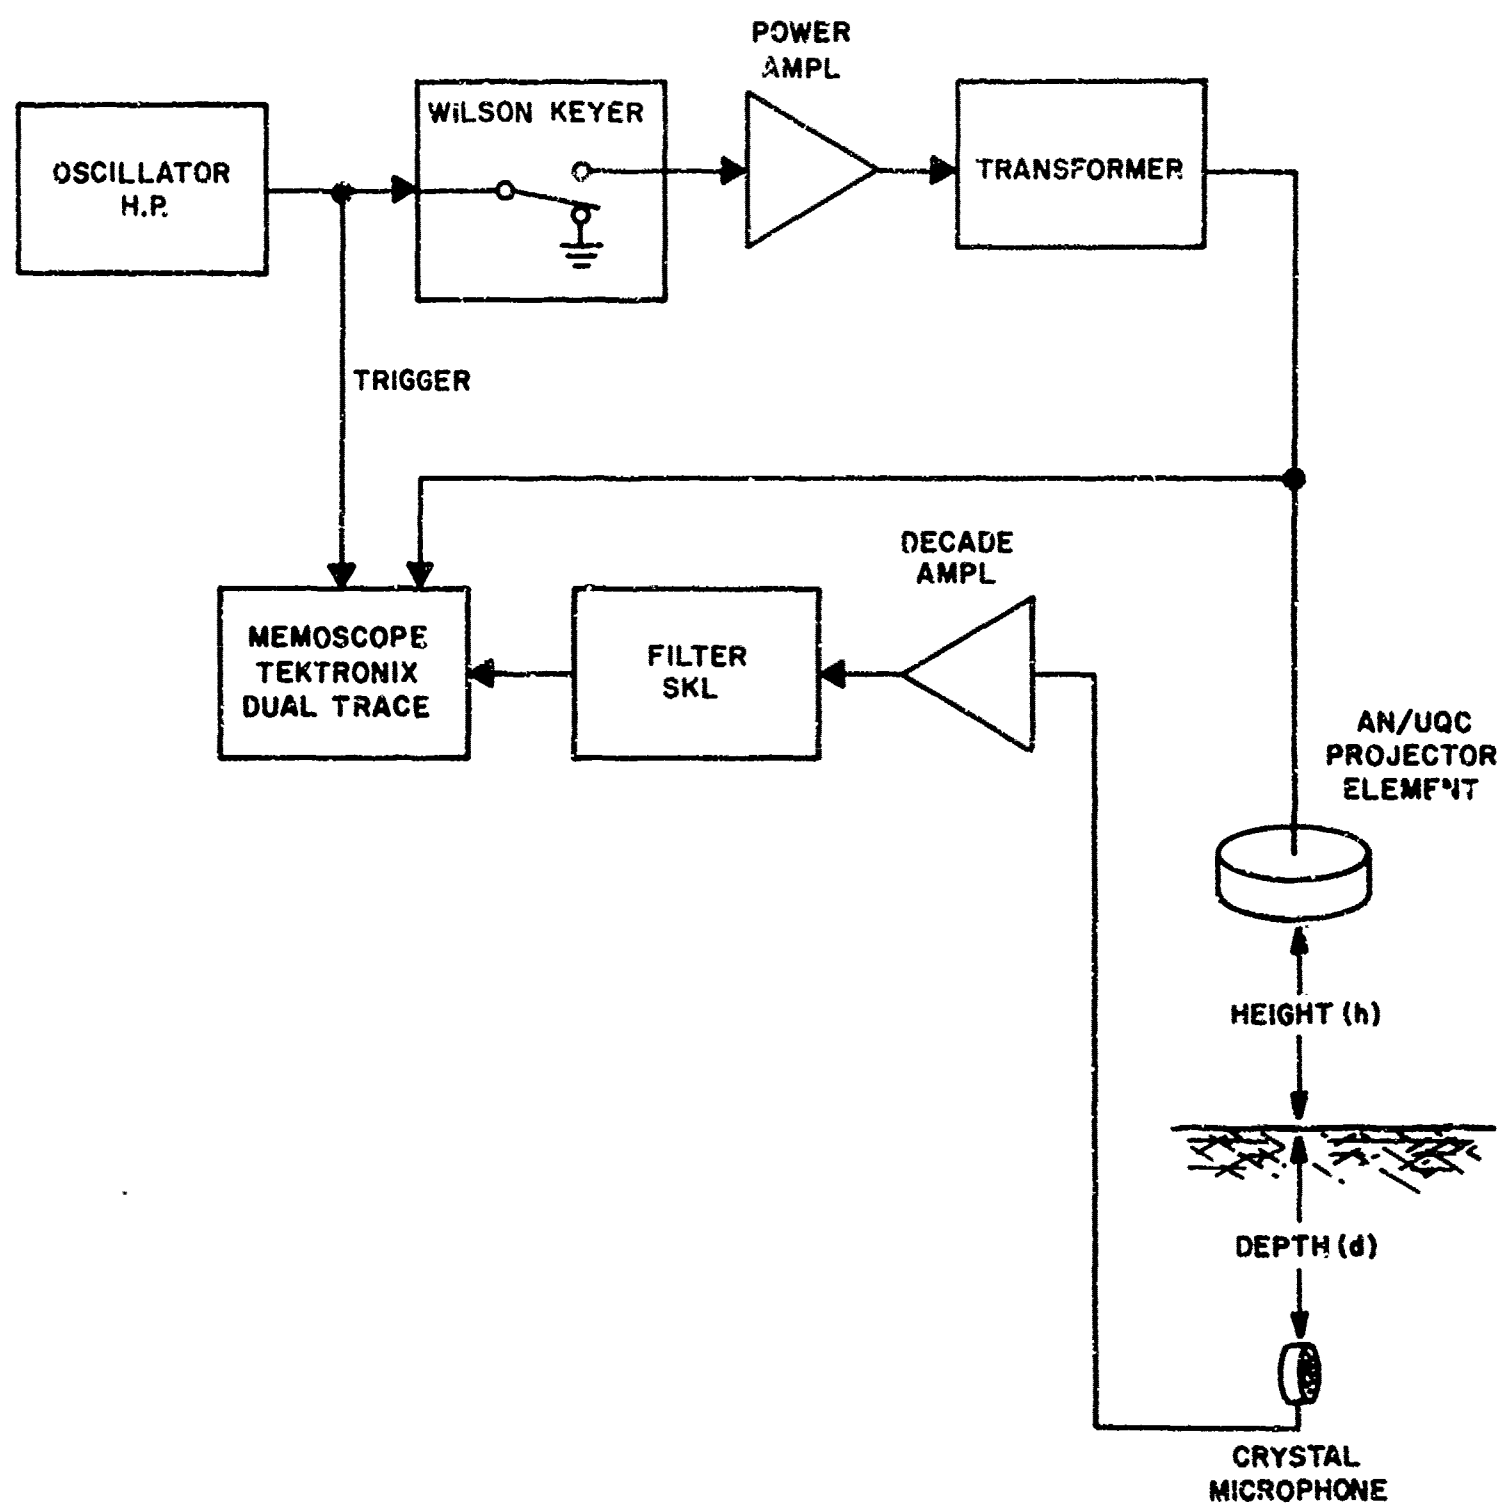 POWER
AMPL
WILSON KEYER
OSCILLATOR
H.P.
TRANSFORMER
TRIGGER
DECADE
AMPL
MEMOSCOPE
TEKTRONIX
DUAL TRACE
FILTER
SKL
AN/UQC
PROJECTOR
ELEMENT
HEIGHT (h)
DEPTH (d)
CRYSTAL
MICROPHONE